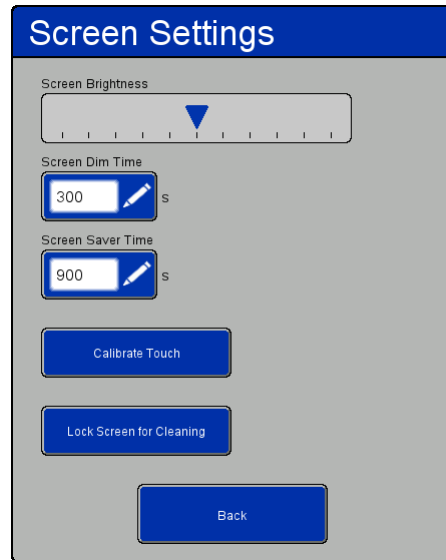 Screen Settings
Screen Brightness
Screen Dim Time
300 s
Screen Saver Time
900 s
Calibrate Touch
Lock Screen for Cleaning
Back